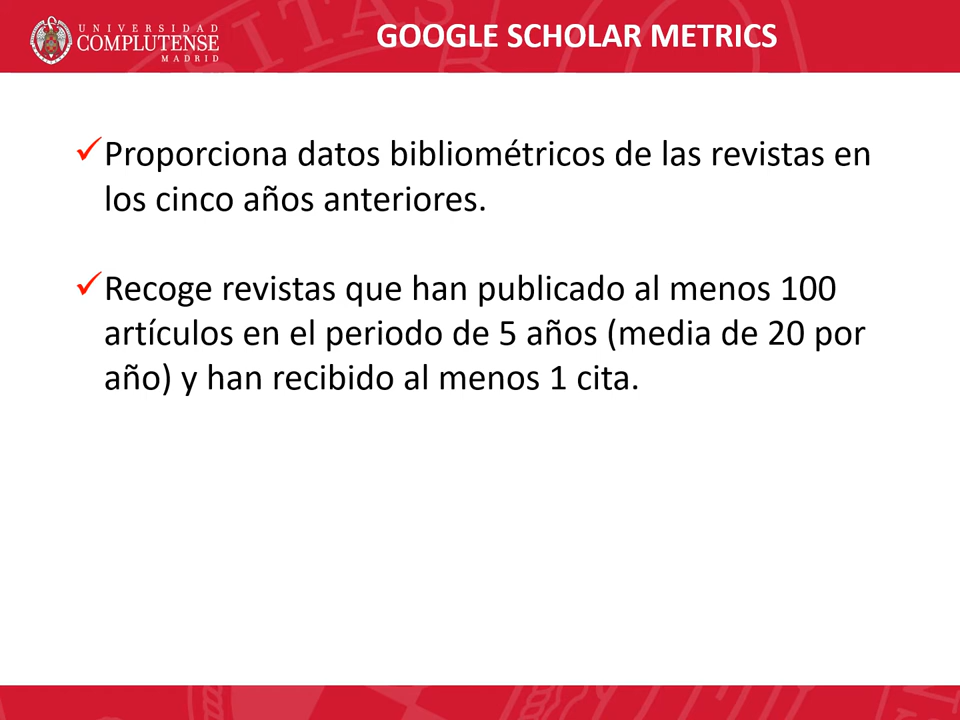 UNIVERSIDAD
COMPLUTENSE
MADRID
GOOGLE SCHOLAR METRICS
✓Proporciona datos bibliométricos de las revistas en
los cinco años anteriores.
✓Recoge revistas que han publicado al menos 100
artículos en el periodo de 5 años (media de 20 por
año) y han recibido al menos 1 cita.